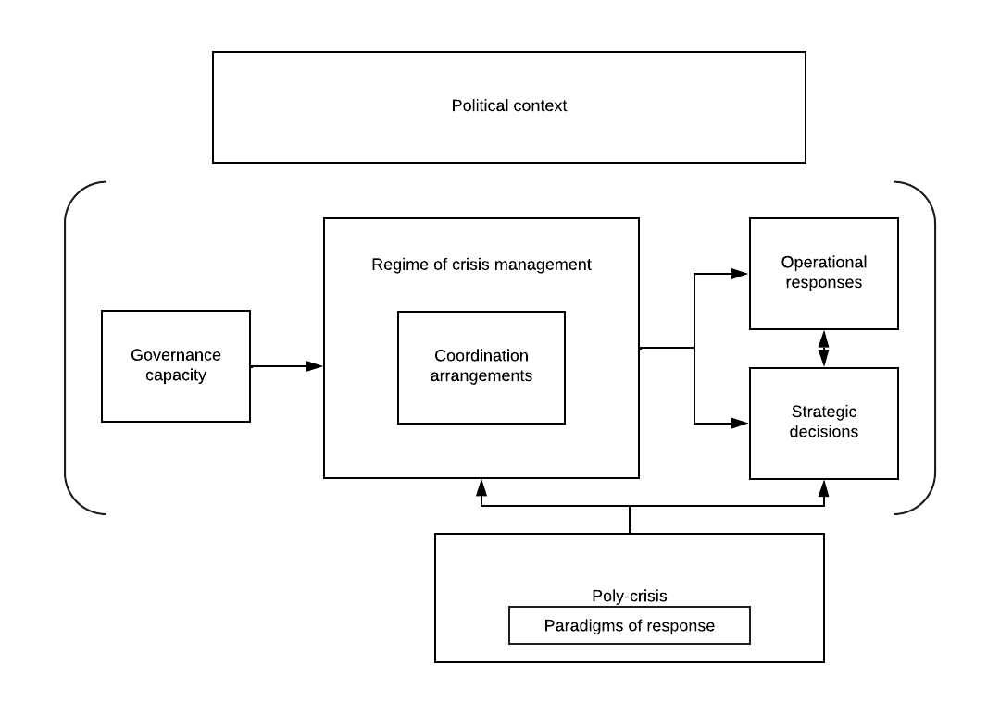 Political context
Regime of crisis management
Operational
responses
Governance
capacity
Coordination
arrangements
Strategic
decisions
Poly-crisis
Paradigms of response